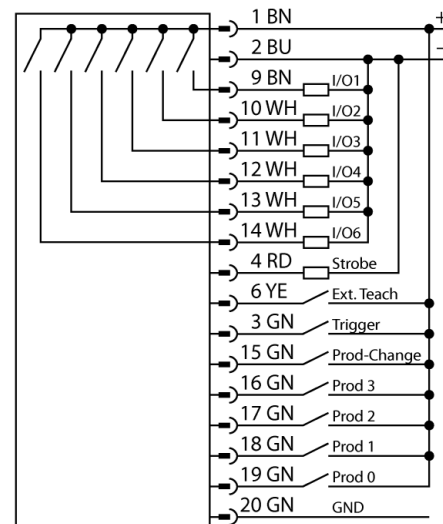 1 BN +
2 BU −
9 BN I/O1
10 WH I/O2
11 WH I/O3
12 WH I/O4
13 WH I/O5
14 WH I/O6
4 RD Strobe
6 YE Ext. Teach
3 GN Trigger
15 GN Prod-Change
16 GN Prod 3
17 GN Prod 2
18 GN Prod 1
19 GN Prod 0
20 GN GND